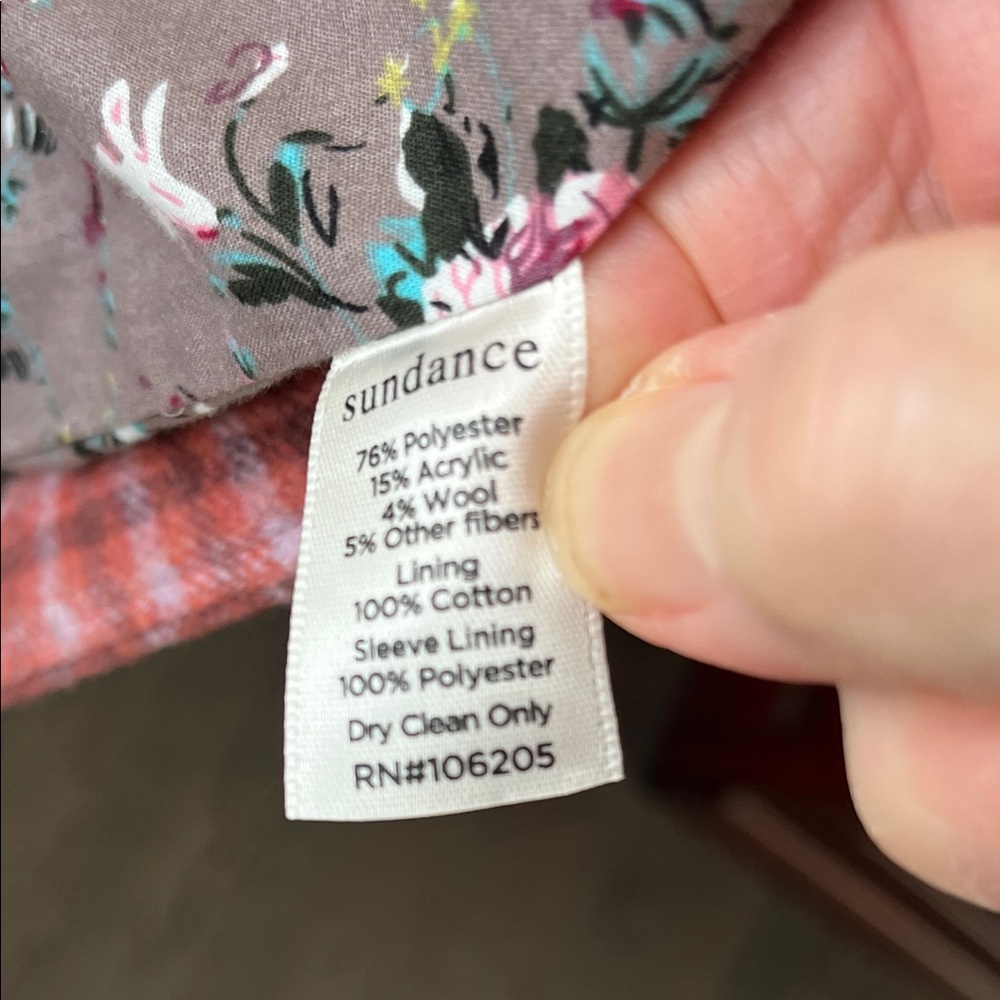 sundance
76% Polyester
15% Acrylic
4% Wool
5% Other fibers
Lining
100% Cotton
Sleeve Lining
100% Polyester
Dry Clean Only
RN#106205